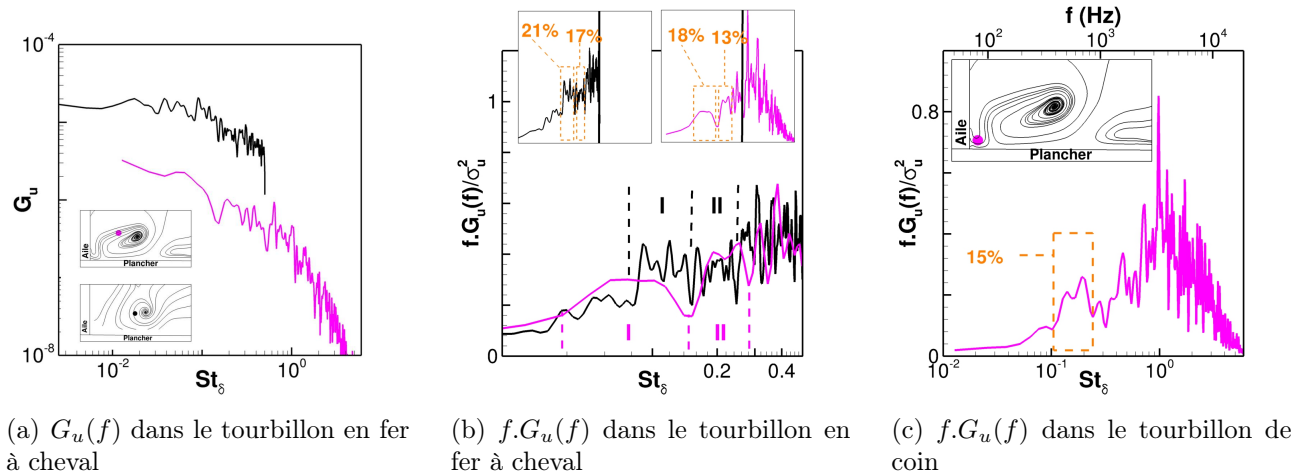 10^-4
G_u
10^-8
10^-2
10^0
St_δ
Aile
Plancher
Aile
Plancher
21%
17%
18%
13%
1
f.G_u(f)/σ_u^2
I
II
I
II
0
0.2
0.4
St_δ
f (Hz)
10^2
10^3
10^4
0.8
f.G_u(f)/σ_u^2
Aile
Plancher
15%
0
10^-2
10^-1
10^0
St_δ
(a) G_u(f) dans le tourbillon en fer
à cheval
(b) f.G_u(f) dans le tourbillon en
fer à cheval
(c) f.G_u(f) dans le tourbillon de
coin